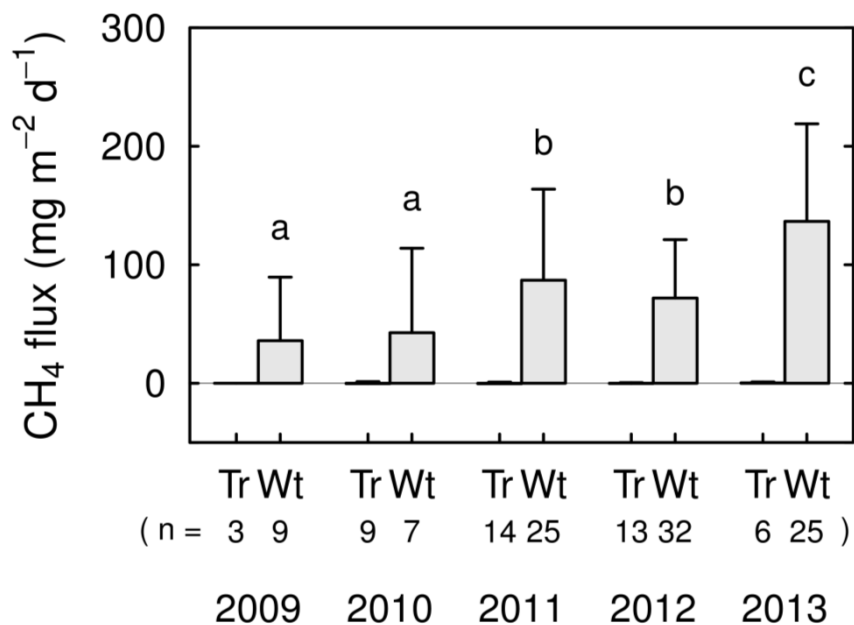 300
c
200
b
b
a
a
100
0
CH₄ flux (mg m⁻² d⁻¹)
Tr Wt Tr Wt Tr Wt Tr Wt Tr Wt
( n = 3 9 9 7 14 25 13 32 6 25 )
2009 2010 2011 2012 2013